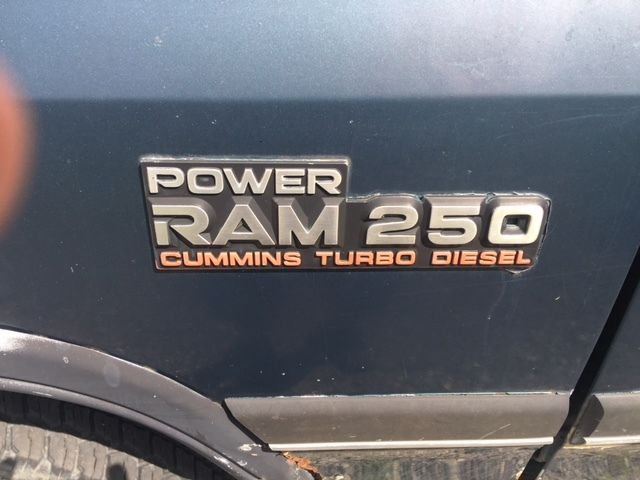 POWER
RAM 250
CUMMINS TURBO DIESEL